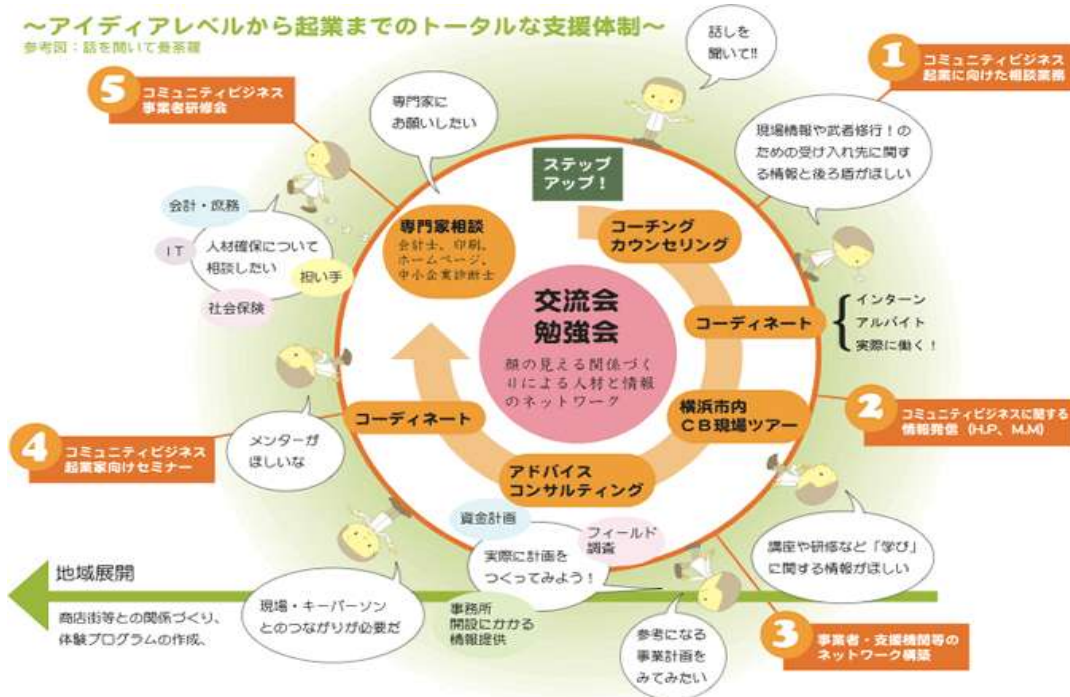 ～アイディアレベルから起業までのトータルな支援体制～
参考図：話を聞いて曼荼羅
話しを
聞いて!!
1
コミュニティビジネス
起業に向けた相談業務
5
コミュニティビジネス
事業者研修会
専門家に
お願いしたい
現場情報や武者修行！の
ための受け入れ先に関す
る情報と後ろ盾がほしい
ステップ
アップ！
会計・庶務
IT
人材確保について
相談したい
担い手
社会保険
専門家相談
会計士、印刷、
ホームページ、
中小企業診断士
コーチング
カウンセリング
交流会
勉強会
顔の見える関係づく
りによる人材と情報
のネットワーク
コーディネート
インターン
アルバイト
実際に働く！
コーディネート
横浜市内
CB現場ツアー
2
コミュニティビジネスに関する
情報発信（H.P、M.M）
4
コミュニティビジネス
起業家向けセミナー
メンターが
ほしいな
アドバイス
コンサルティング
資金計画
フィールド
調査
実際に計画を
つくってみよう！
講座や研修など「学び」
に関する情報がほしい
地域展開
商店街等との関係づくり、
体験プログラムの作成、
現場・キーパーソン
とのつながりが必要だ
事務所
開設にかかる
情報提供
参考になる
事業計画を
みてみたい
3
事業者・支援機関等の
ネットワーク構築